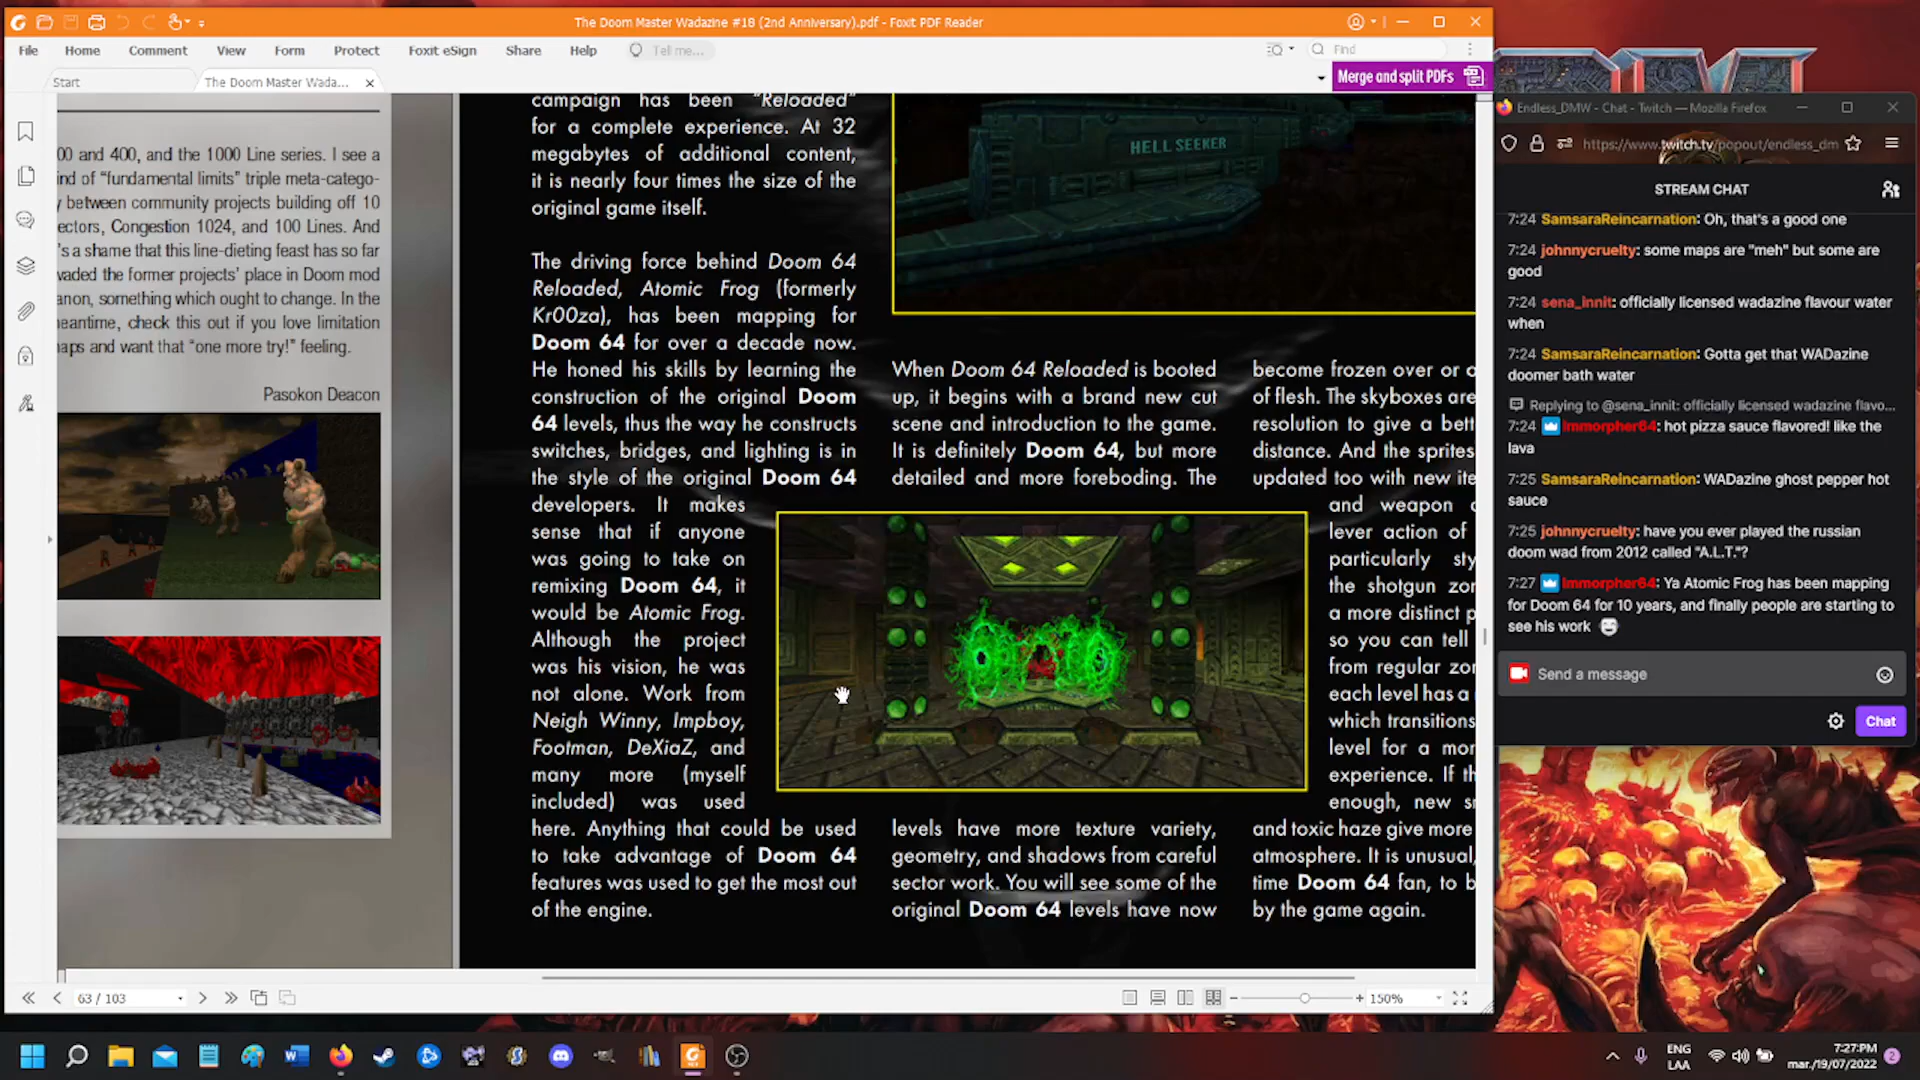 The Doom Master Wadazine #18 (2nd Anniversary).pdf - Foxit PDF Reader
File Home Comment View Form Protect Foxit eSign Share Help Tell me... Find
Start The Doom Master Wada...
Merge and split PDFs
00 and 400, and the 1000 Line series. I see a
ind of “fundamental limits” triple meta-catego-
y between community projects building off 10
ectors, Congestion 1024, and 100 Lines. And
's a shame that this line-dieting feast has so far
vaded the former projects’ place in Doom mod
anon, something which ought to change. In the
eantime, check this out if you love limitation
aps and want that “one more try!” feeling.
Pasokon Deacon
campaign has been “Reloaded”
for a complete experience. At 32
megabytes of additional content,
it is nearly four times the size of the
original game itself.
The driving force behind Doom 64
Reloaded, Atomic Frog (formerly
Kr00za), has been mapping for
Doom 64 for over a decade now.
He honed his skills by learning the
construction of the original Doom
64 levels, thus the way he constructs
switches, bridges, and lighting is in
the style of the original Doom 64
developers. It makes
sense that if anyone
was going to take on
remixing Doom 64, it
would be Atomic Frog.
Although the project
was his vision, he was
not alone. Work from
Neigh Winny, Impboy,
Footman, DeXiaZ, and
many more (myself
included) was used
here. Anything that could be used
to take advantage of Doom 64
features was used to get the most out
of the engine.
HELL SEEKER
When Doom 64 Reloaded is booted
up, it begins with a brand new cut
scene and introduction to the game.
It is definitely Doom 64, but more
detailed and more foreboding. The
levels have more texture variety,
geometry, and shadows from careful
sector work. You will see some of the
original Doom 64 levels have now
become frozen over or a
of flesh. The skyboxes are
resolution to give a bett
distance. And the sprites
updated too with new ite
and weapon a
lever action of
particularly sty
the shotgun zor
a more distinct p
so you can tell
from regular zor
each level has a
which transitions
level for a mor
experience. If th
enough, new sr
and toxic haze give more
atmosphere. It is unusual,
time Doom 64 fan, to b
by the game again.
63 / 103
150%
Endless_DMW - Chat - Twitch — Mozilla Firefox
https://www.twitch.tv/popout/endless_dm
STREAM CHAT
7:24 SamsaraReincarnation: Oh, that's a good one
7:24 johnnycruelty: some maps are "meh" but some are
good
7:24 sena_innit: officially licensed wadazine flavour water
when
7:24 SamsaraReincarnation: Gotta get that WADazine
doomer bath water
Replying to @sena_innit: officially licensed wadazine flavo...
7:24 Immorpher64: hot pizza sauce flavored! like the
lava
7:25 SamsaraReincarnation: WADazine ghost pepper hot
sauce
7:25 johnnycruelty: have you ever played the russian
doom wad from 2012 called "A.L.T."?
7:27 Immorpher64: Ya Atomic Frog has been mapping
for Doom 64 for 10 years, and finally people are starting to
see his work
Send a message
Chat
ENG
LAA
7:27PM
mar./19/07/2022
2